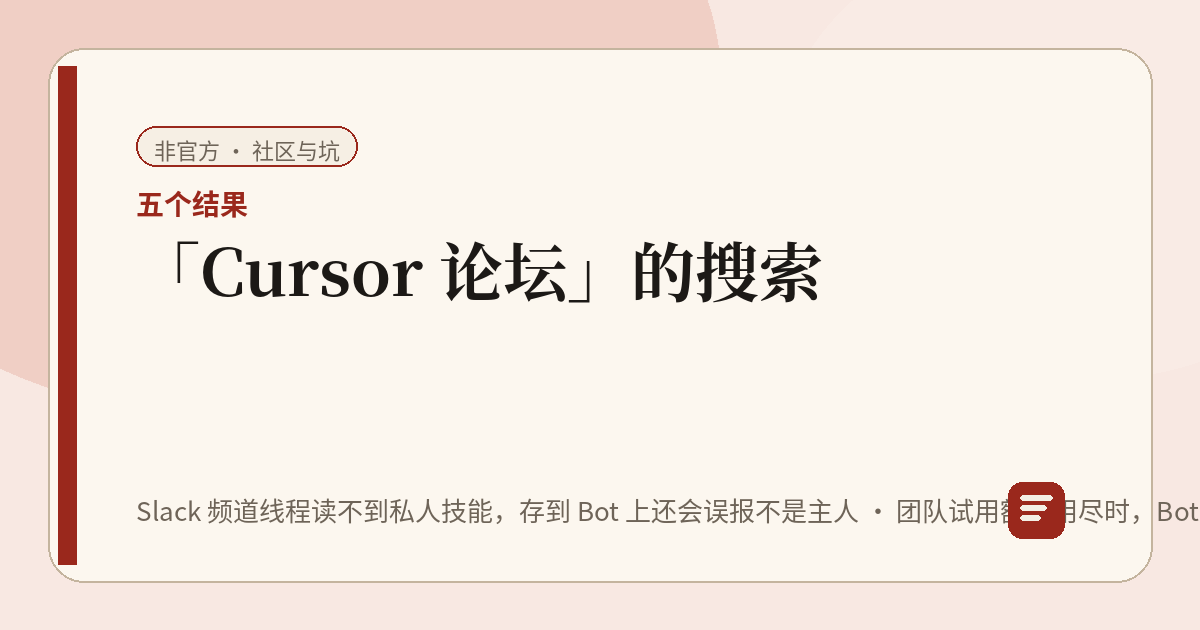 非官方 · 社区与坑
五个结果
「Cursor 论坛」的搜索
Slack 频道线程读不到私人技能，存到 Bot 上还会误报不是主人 · 团队试用 用尽时，Bot